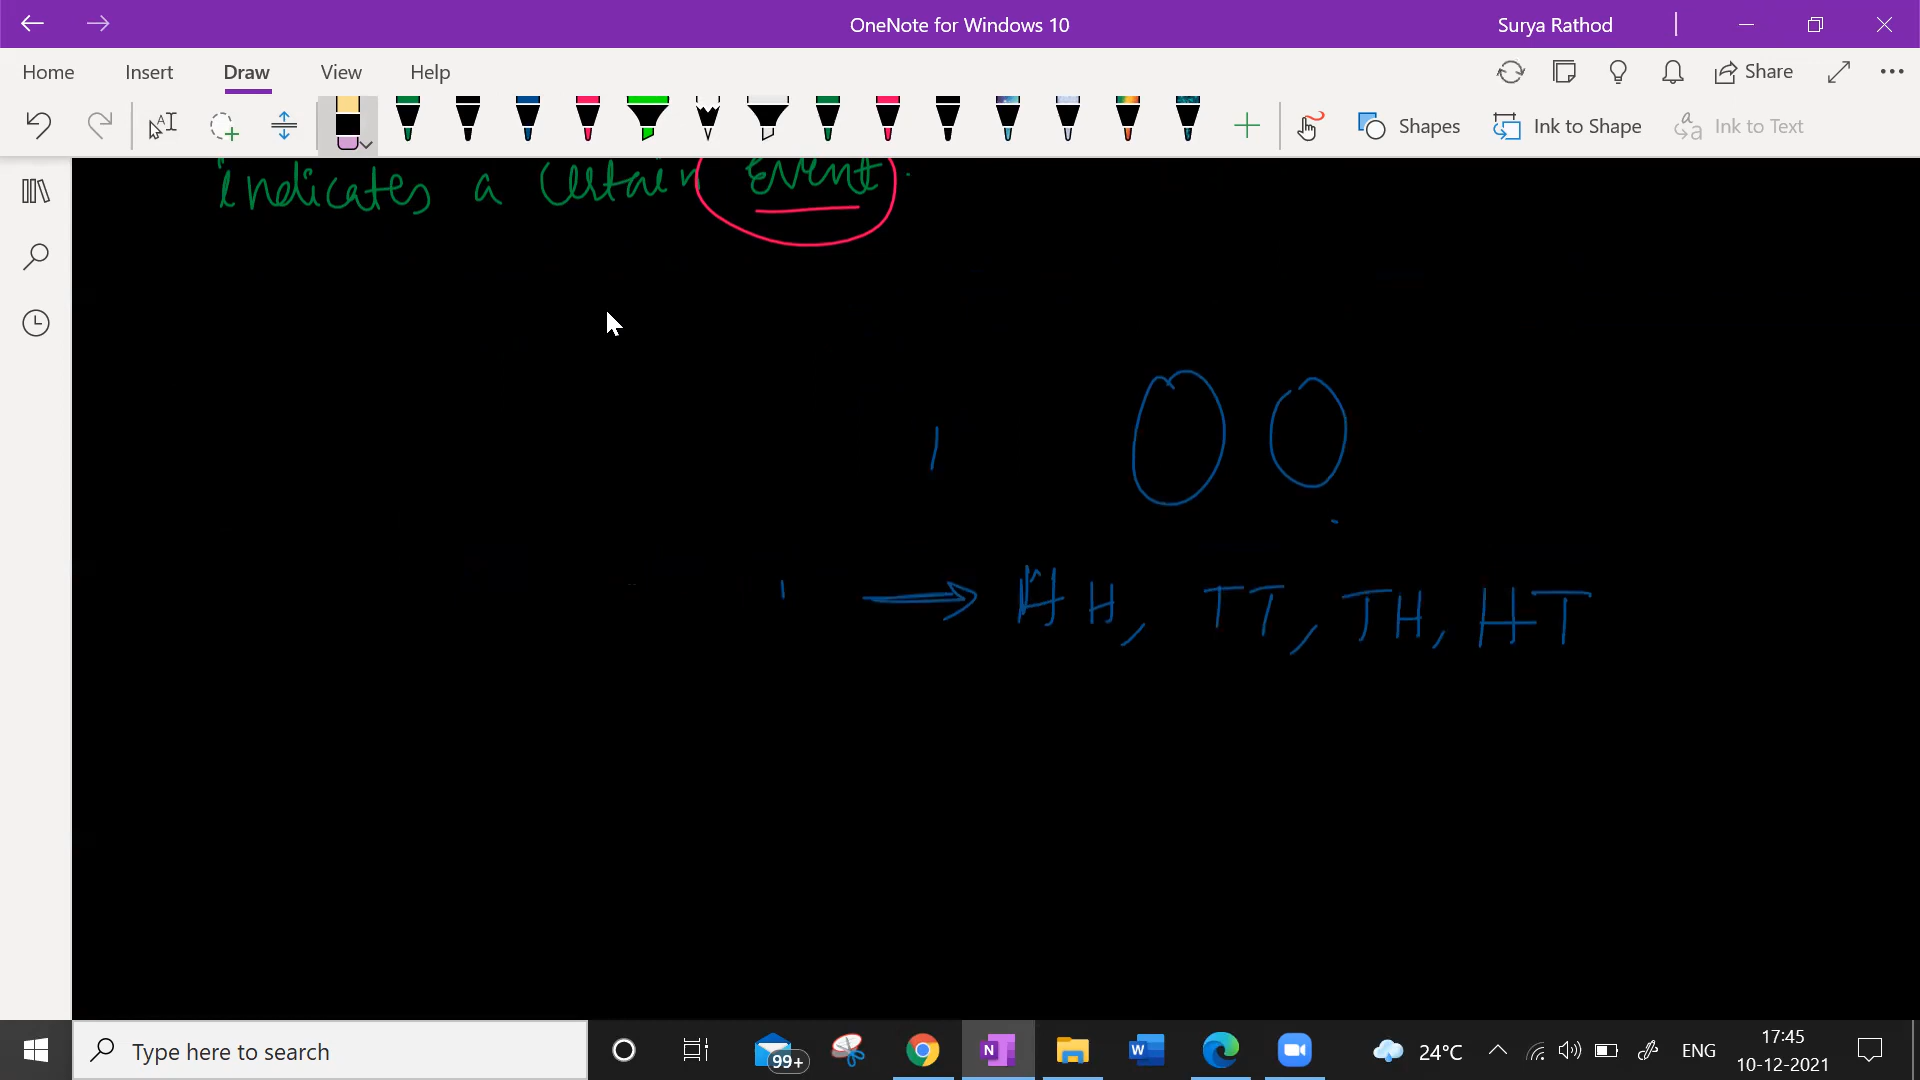 OneNote for Windows 10 Surya Rathod
Home Insert Draw View Help Share
Shapes Ink to Shape Ink to Text
indicates a certain Event.
HH, TT, TH, HT
Type here to search 99+ 24°C ENG 17:45
10-12-2021